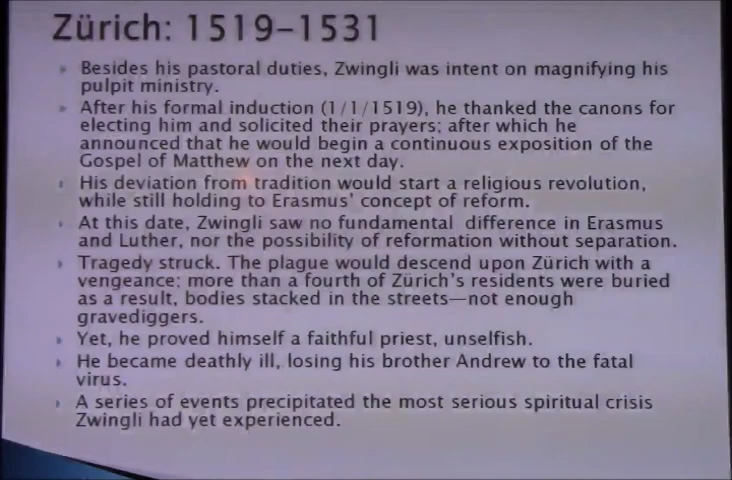 Zürich: 1519–1531
Besides his pastoral duties, Zwingli was intent on magnifying his
pulpit ministry.
After his formal induction (1/1/1519), he thanked the canons for
electing him and solicited their prayers; after which he
announced that he would begin a continuous exposition of the
Gospel of Matthew on the next day.
His deviation from tradition would start a religious revolution,
while still holding to Erasmus' concept of reform.
At this date, Zwingli saw no fundamental difference in Erasmus
and Luther, nor the possibility of reformation without separation.
Tragedy struck. The plague would descend upon Zürich with a
vengeance; more than a fourth of Zürich's residents were buried
as a result, bodies stacked in the streets—not enough
gravediggers.
Yet, he proved himself a faithful priest, unselfish.
He became deathly ill, losing his brother Andrew to the fatal
virus.
A series of events precipitated the most serious spiritual crisis
Zwingli had yet experienced.